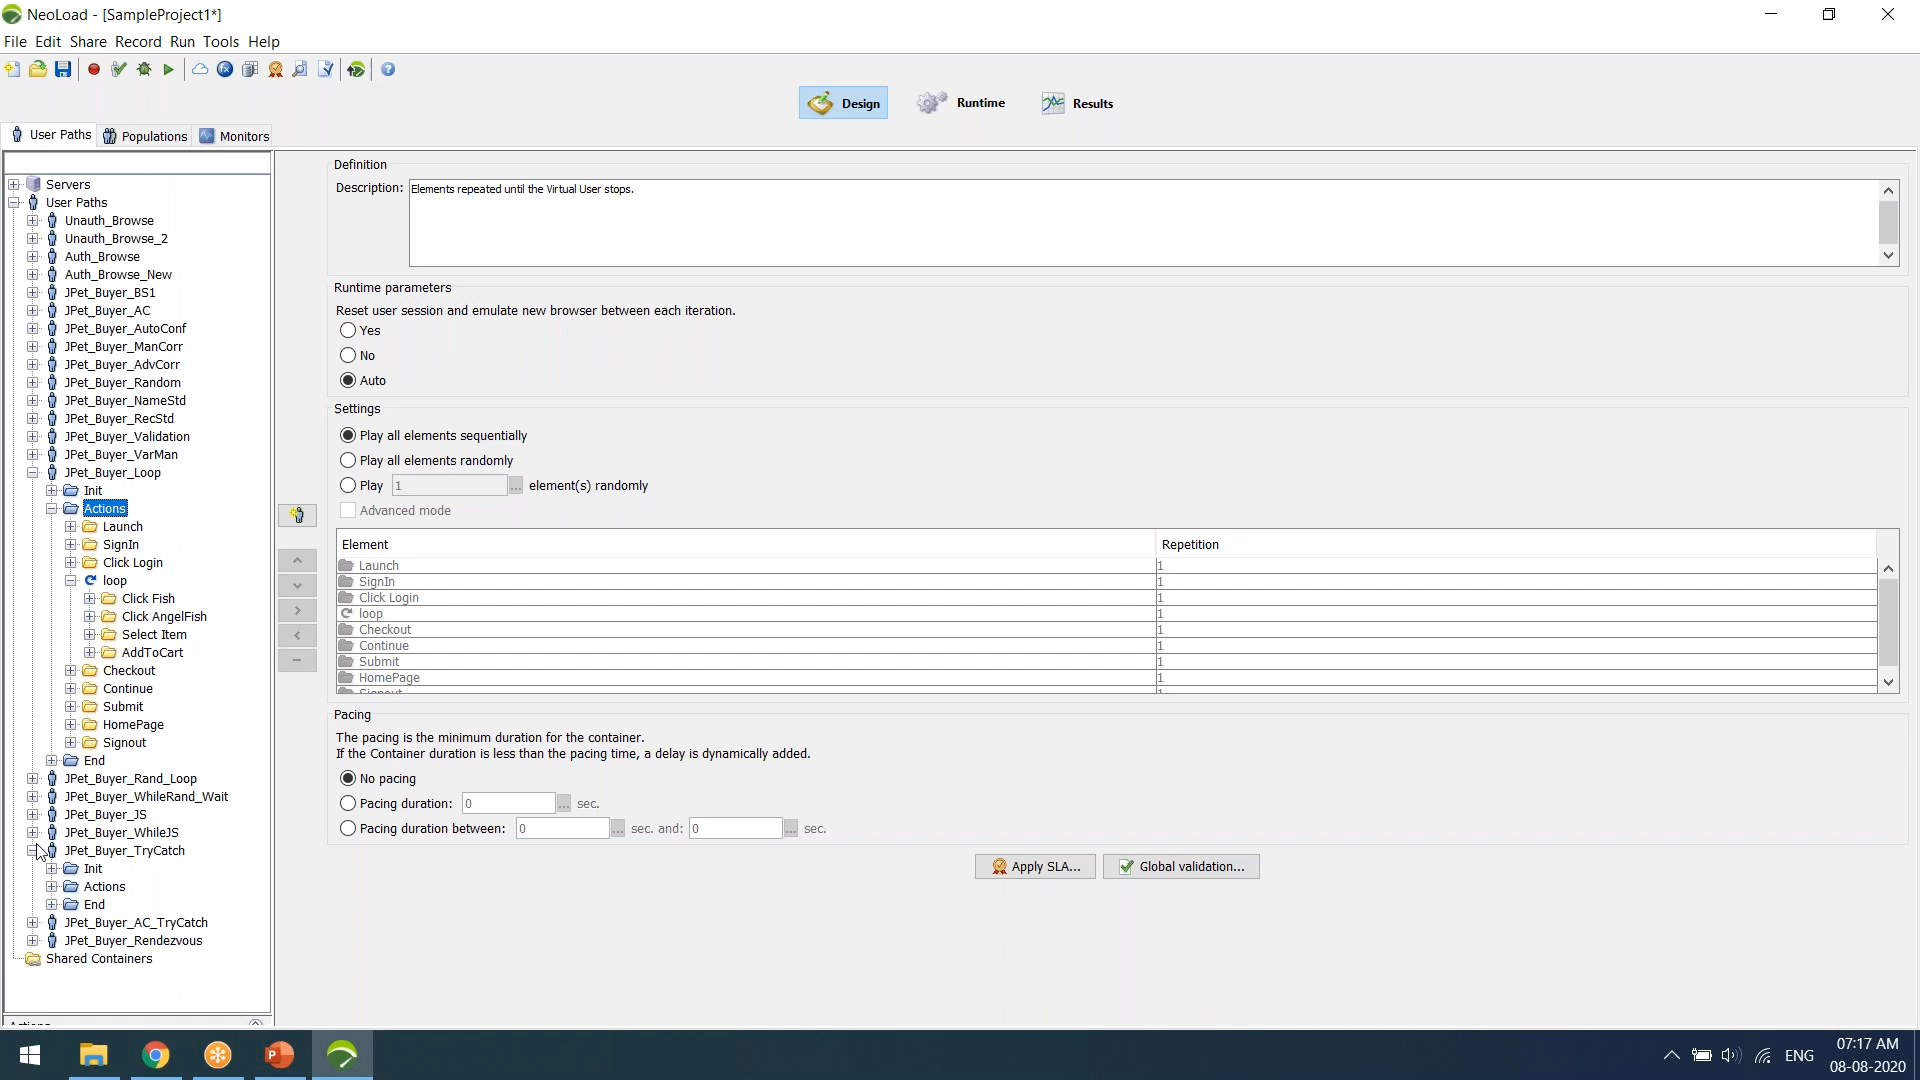 NeoLoad - [SampleProject1*]
File Edit Share Record Run Tools Help
Design Runtime Results
User Paths Populations Monitors
Servers
User Paths
Unauth_Browse
Unauth_Browse_2
Auth_Browse
Auth_Browse_New
JPet_Buyer_BS1
JPet_Buyer_AC
JPet_Buyer_AutoConf
JPet_Buyer_ManCorr
JPet_Buyer_AdvCorr
JPet_Buyer_Random
JPet_Buyer_NameStd
JPet_Buyer_RecStd
JPet_Buyer_Validation
JPet_Buyer_VarMan
JPet_Buyer_Loop
Init
Actions
Launch
SignIn
Click Login
loop
Click Fish
Click AngelFish
Select Item
AddToCart
Checkout
Continue
Submit
HomePage
Signout
End
JPet_Buyer_Rand_Loop
JPet_Buyer_WhileRand_Wait
JPet_Buyer_JS
JPet_Buyer_WhileJS
JPet_Buyer_TryCatch
Init
Actions
End
JPet_Buyer_AC_TryCatch
JPet_Buyer_Rendezvous
Shared Containers
Definition
Description: Elements repeated until the Virtual User stops.
Runtime parameters
Reset user session and emulate new browser between each iteration.
Yes
No
Auto
Settings
Play all elements sequentially
Play all elements randomly
Play 1 ... element(s) randomly
Advanced mode
Element Repetition
Launch 1
SignIn 1
Click Login 1
loop 1
Checkout 1
Continue 1
Submit 1
HomePage 1
Signout 1
Pacing
The pacing is the minimum duration for the container.
If the Container duration is less than the pacing time, a delay is dynamically added.
No pacing
Pacing duration: 0 ... sec.
Pacing duration between: 0 ... sec. and: 0 ... sec.
Apply SLA... Global validation...
Actions
ENG
07:17 AM
08-08-2020